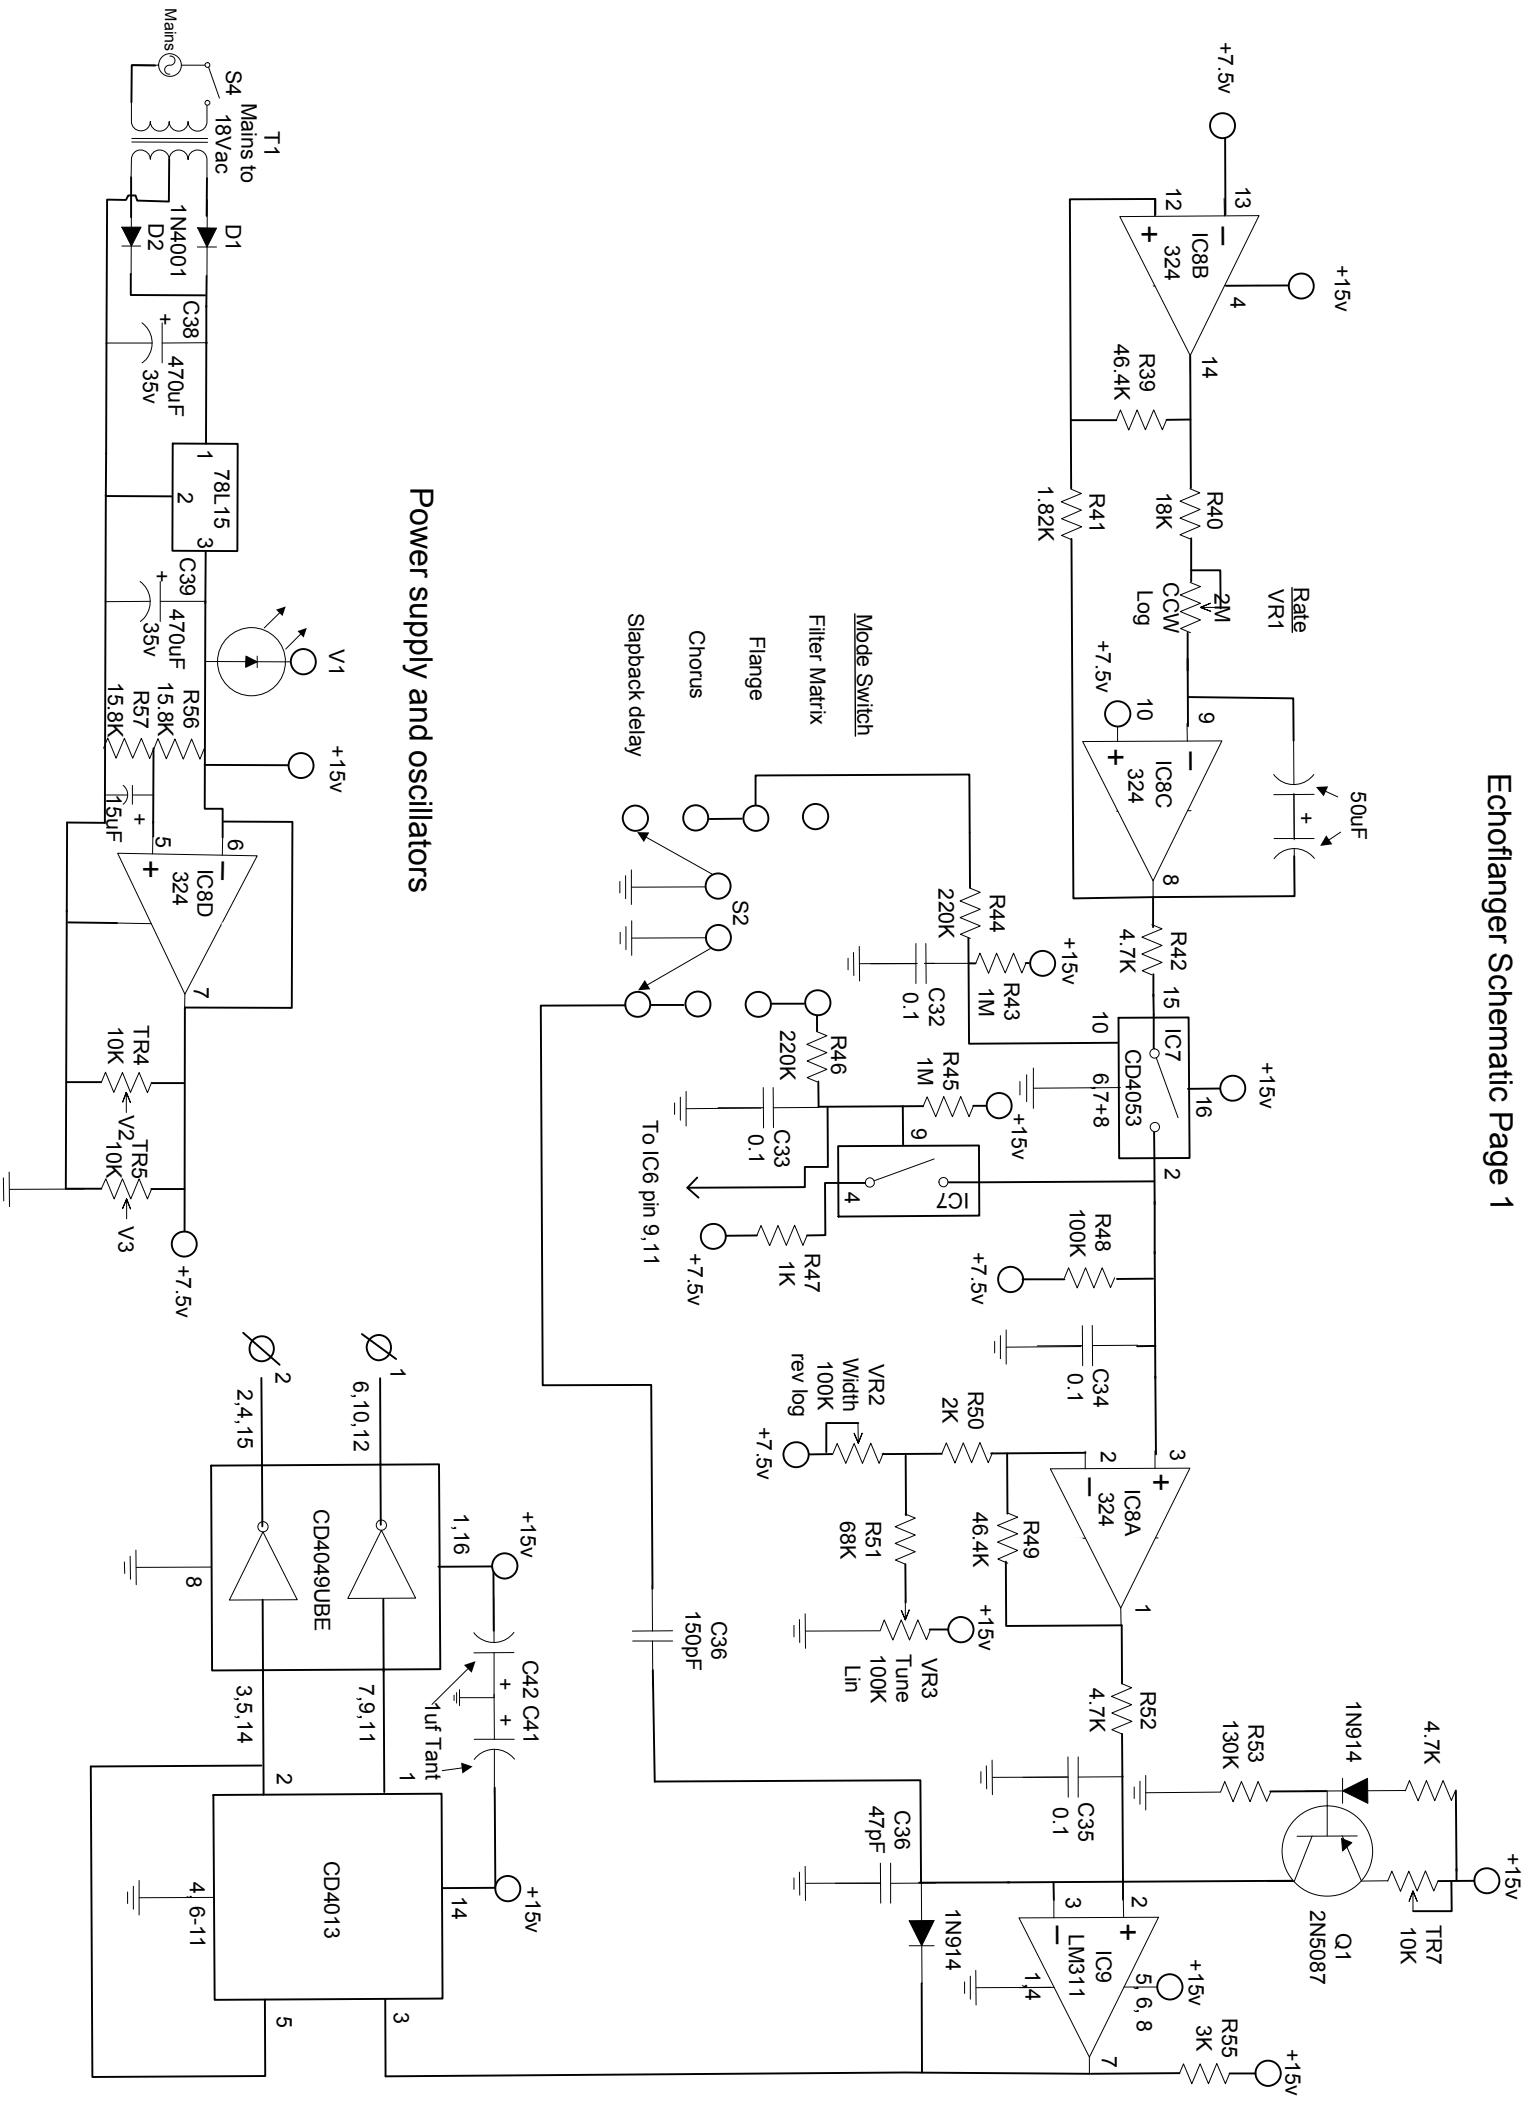 Echoflanger Schematic Page 1
+7.5v
13
12
IC8B
324
+15v
4
14
R39
46.4K
R40
18K
R41
1.82K
Rate
VR1
2M
CCW
Log
+7.5v
10
9
IC8C
324
50uF
+
8
R42
4.7K
15
10
IC7
CD4053
6,7+8
+15v
16
2
R44
220K
+15v
R43
1M
C32
0.1
R46
220K
R45
1M
+15v
C33
0.1
9
IC7
4
To IC6 pin 9,11
R47
1K
+7.5v
R48
100K
+7.5v
C34
0.1
3
2
IC8A
324
1
R50
2K
R49
46.4K
VR2
Width
100K
rev log
+7.5v
R51
68K
+15v
VR3
Tune
100K
Lin
R52
4.7K
C35
0.1
4.7K
1N914
R53
130K
+15v
TR7
10K
Q1
2N5087
C36
47pF
1N914
2
3
IC9
LM311
1,4
+15v
5, 6, 8
7
R55
3K
+15v
Mode Switch
Filter Matrix
Flange
Chorus
Slapback delay
S2
C36
150pF
Power supply and oscillators
Mains
S4
T1
Mains to
18Vac
D1
1N4001
D2
C38
+
470uF
35v
78L15
1
2
3
C39
+
470uF
35v
V1
+15v
R56
15.8K
R57
15.8K
15uF
+
5
6
IC8D
324
7
TR4
10K
V2
TR5
10K
V3
+7.5v
1
6,10,12
2
2,4,15
CD4049UBE
1,16
8
+15v
C42 C41
+ +
1uf Tant
7,9,11
3,5,14
1
2
CD4013
4, 6-11
14
+15v
3
5